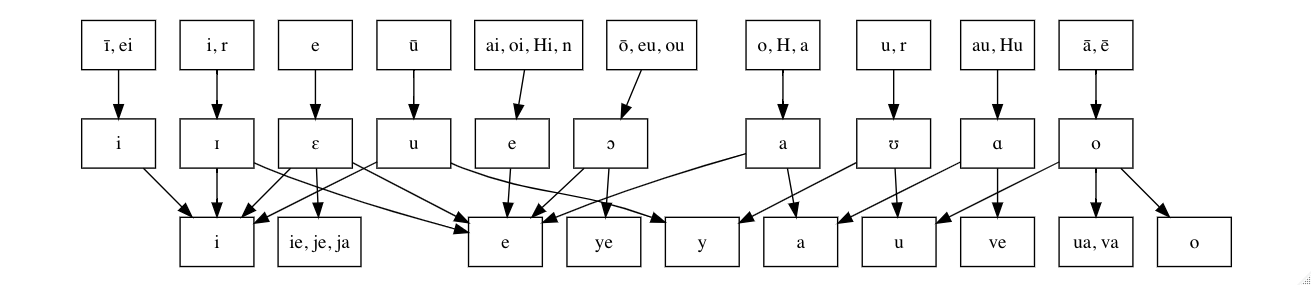 ī, ei i, r e ū ai, oi, Hi, n ō, eu, ou o, H, a u, r au, Hu ā, ē
i ɪ ɛ u e ɔ a ʊ ɑ o
i ie, je, ja e ye y a u ve ua, va o